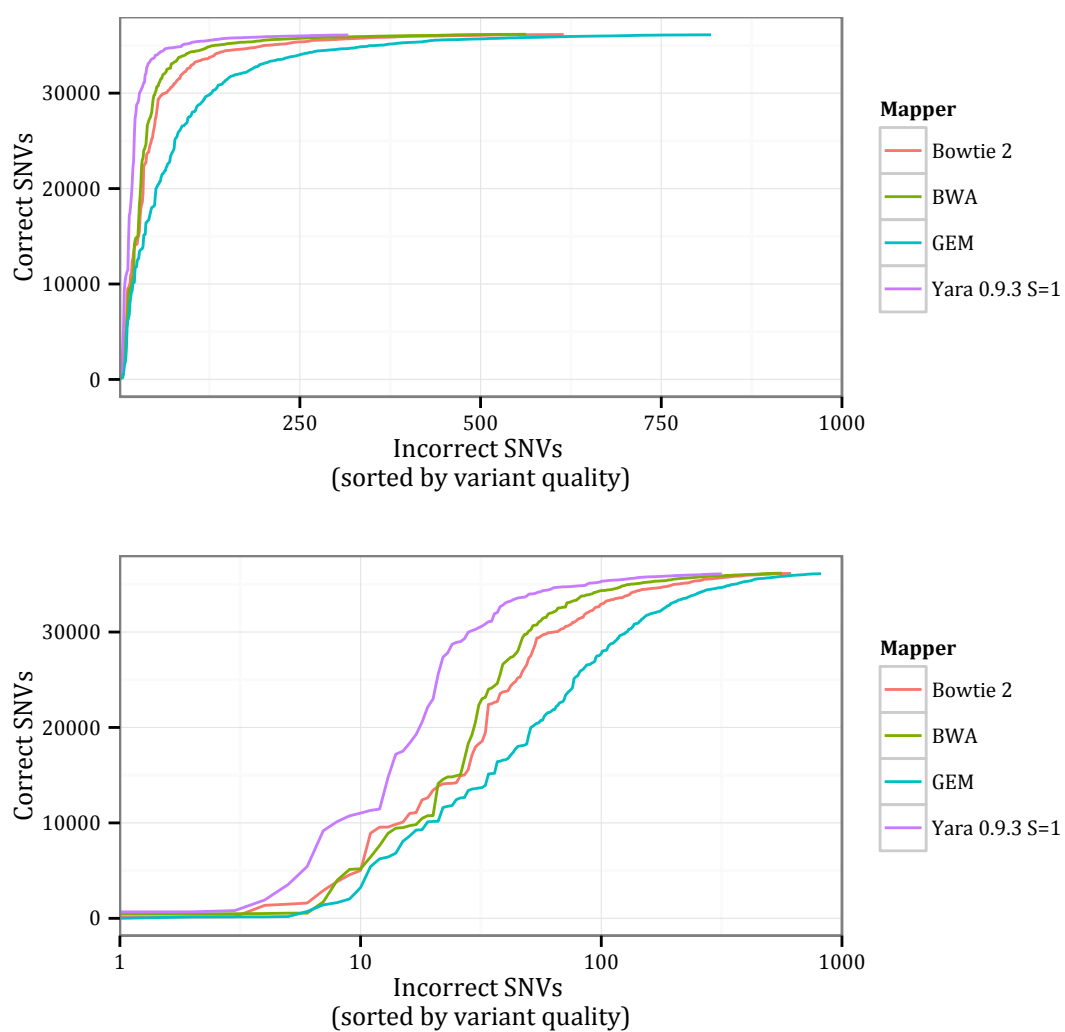 30000
20000
10000
0
Correct SNVs
250
500
750
1000
Incorrect SNVs
(sorted by variant quality)
Mapper
Bowtie 2
BWA
GEM
Yara 0.9.3 S=1
30000
20000
10000
0
Correct SNVs
1
10
100
1000
Incorrect SNVs
(sorted by variant quality)
Mapper
Bowtie 2
BWA
GEM
Yara 0.9.3 S=1